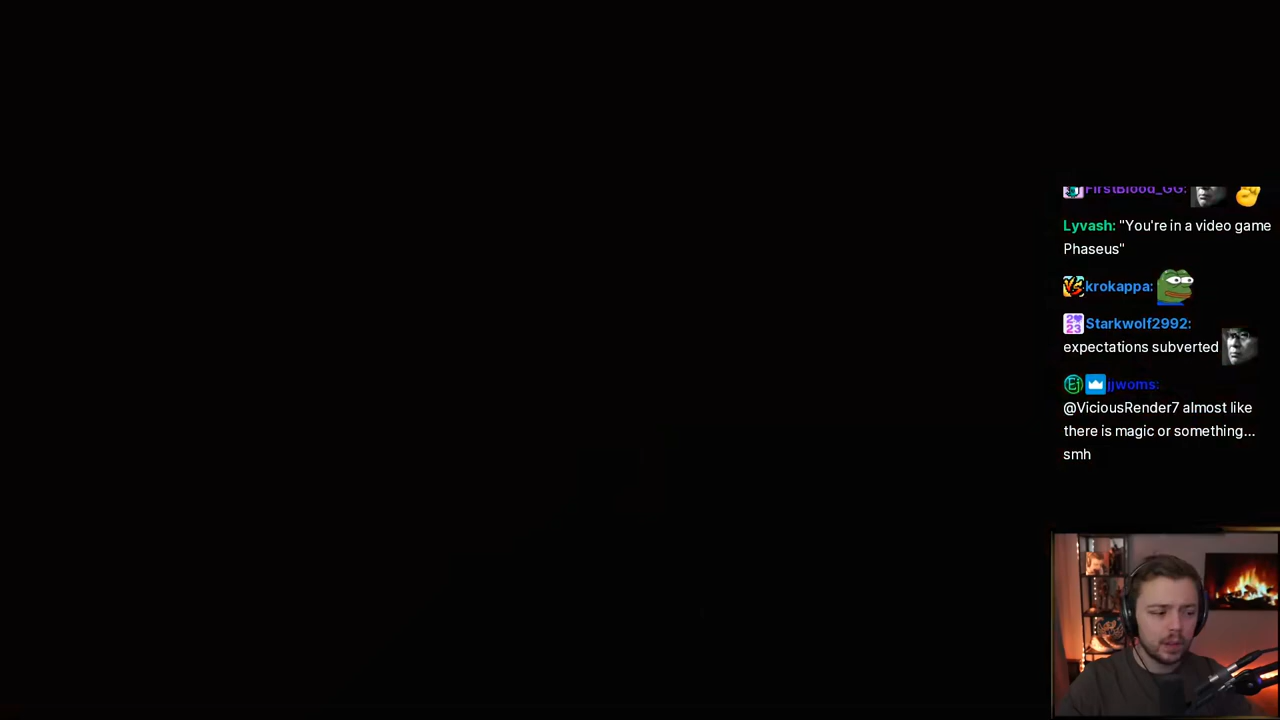 FirstBlood_GG:
Lyvash: "You're in a video game
Phaseus"
krokappa:
Starkwolf2992:
expectations subverted
jjwoms:
@ViciousRender7 almost like
there is magic or something...
smh